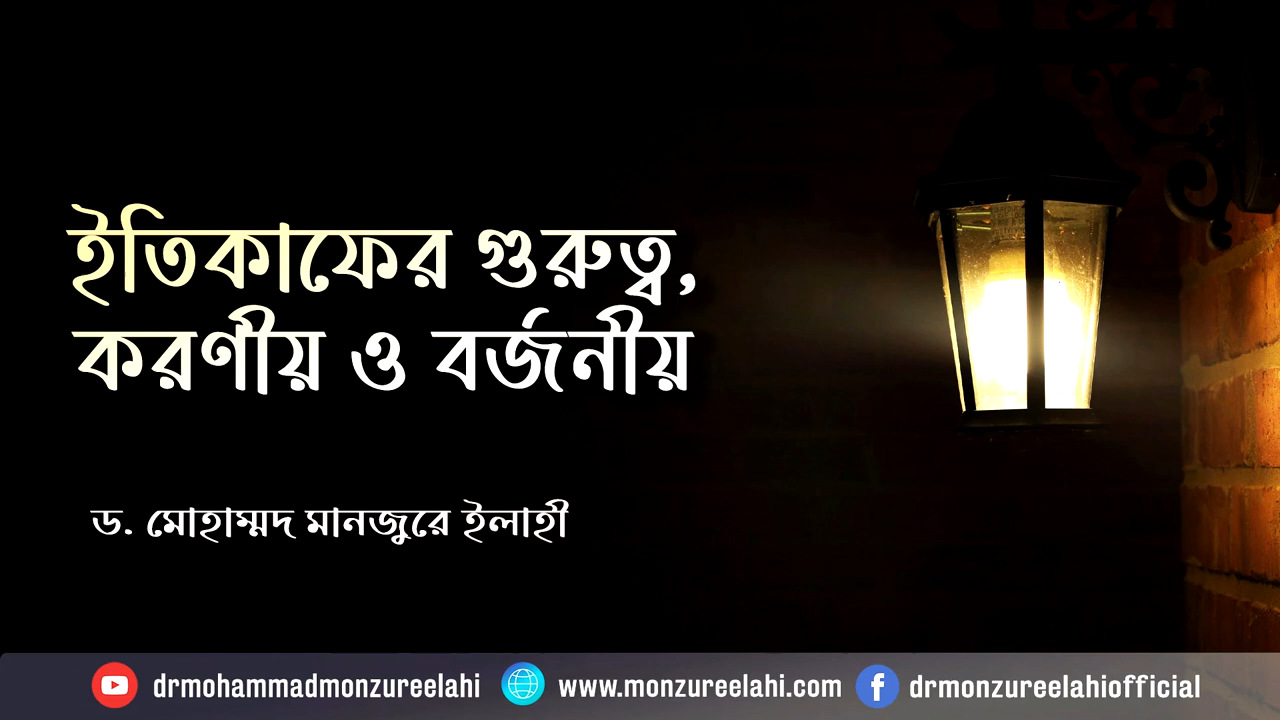 ইতিকাফের গুরুত্ব,
করণীয় ও বর্জনীয়
ড. মোহাম্মদ মানজুরে ইলাহী
drmohammadmonzureelahi www.monzureelahi.com drmonzureelahiofficial